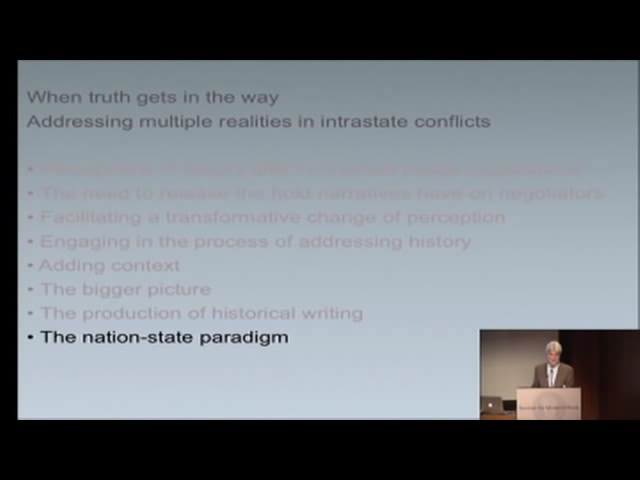 When truth gets in the way
Addressing multiple realities in intrastate conflicts
• The need to release the hold narratives have on negotiators
• Facilitating a transformative change of perception
• Engaging in the process of addressing history
• Adding context
• The bigger picture
• The production of historical writing
• The nation-state paradigm